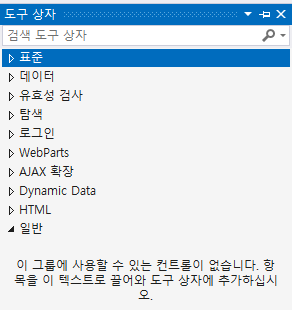 도구 상자
검색 도구 상자
표준
데이터
유효성 검사
탐색
로그인
WebParts
AJAX 확장
Dynamic Data
HTML
일반
이 그룹에 사용할 수 있는 컨트롤이 없습니다. 항
목을 이 텍스트로 끌어와 도구 상자에 추가하십시
오.